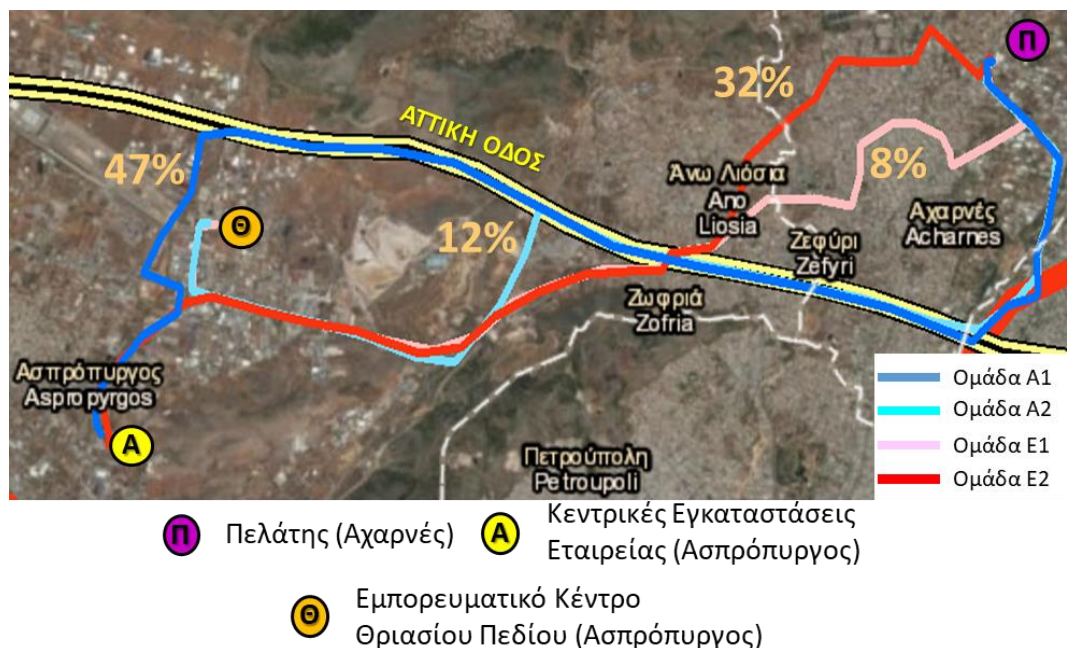 Π
32%
ΑΤΤΙΚΗ ΟΔΟΣ
47%
8%
Άνω Λιόσια
Ano
Liosia
Θ
12%
Αχαρνές
Acharnes
Ζεφύρι
Zefyri
Ζωφριά
Zofria
Ασπρόπυργος
Aspropyrgos
Α
Πετρούπολη
Petroupoli
Ομάδα Α1
Ομάδα Α2
Ομάδα Ε1
Ομάδα Ε2
Π Πελάτης (Αχαρνές)
Α Κεντρικές Εγκαταστάσεις
Εταιρείας (Ασπρόπυργος)
Θ Εμπορευματικό Κέντρο
Θριασίου Πεδίου (Ασπρόπυργος)